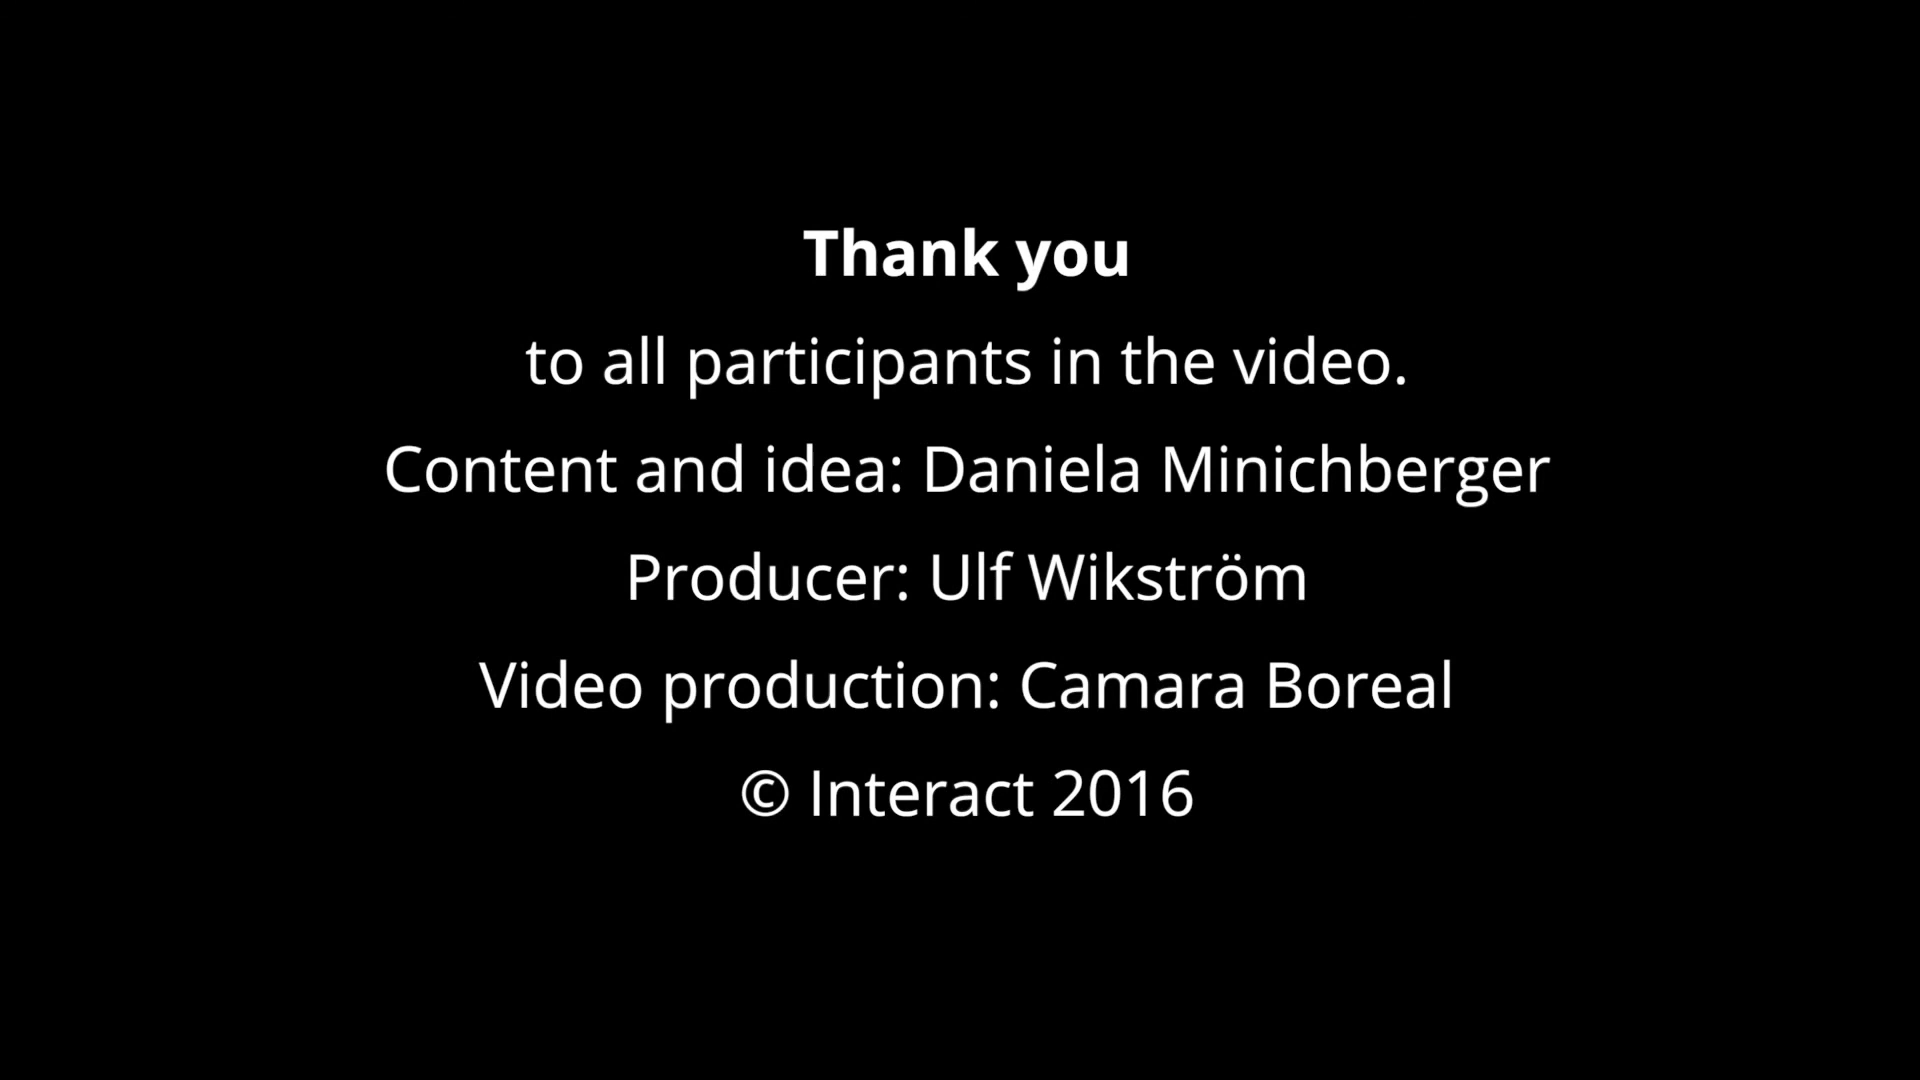 Thank you
to all participants in the video.
Content and idea: Daniela Minichberger
Producer: Ulf Wikström
Video production: Camara Boreal
© Interact 2016